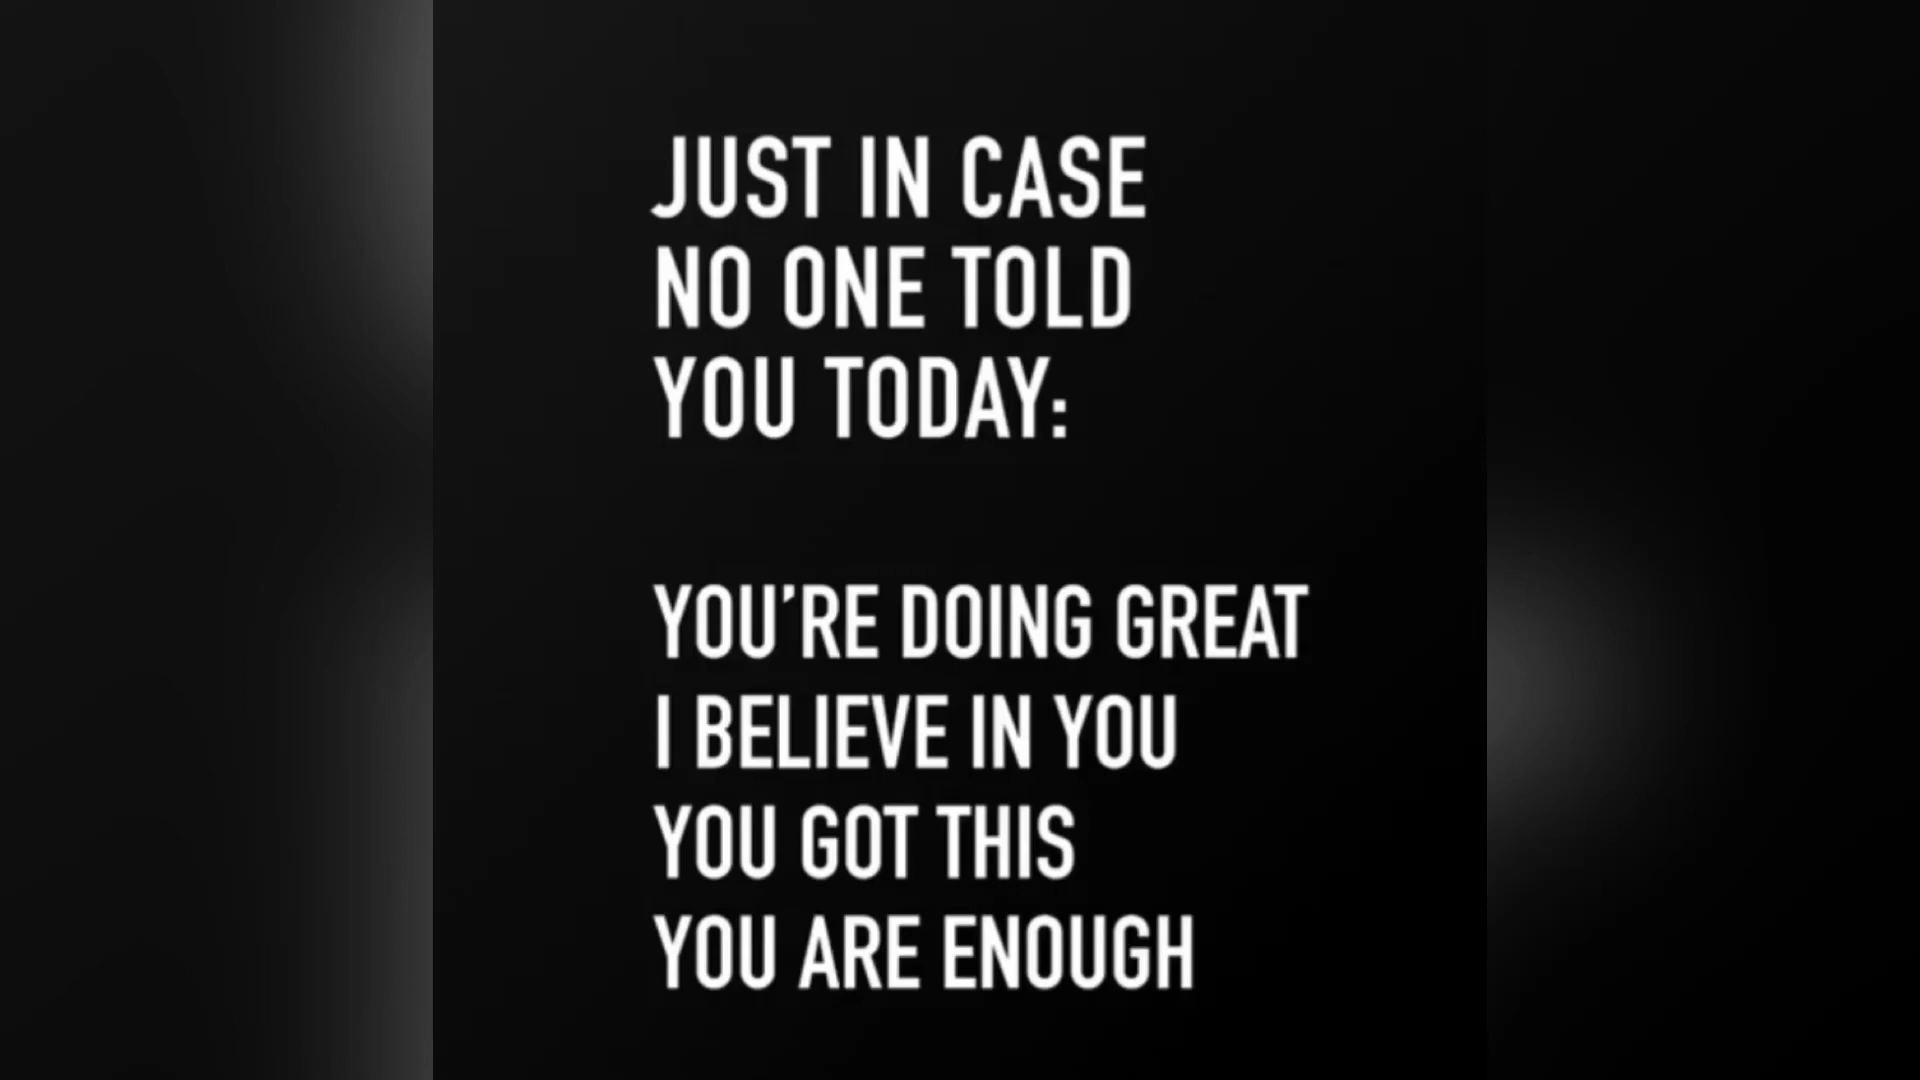 JUST IN CASE
NO ONE TOLD
YOU TODAY:
YOU'RE DOING GREAT
I BELIEVE IN YOU
YOU GOT THIS
YOU ARE ENOUGH